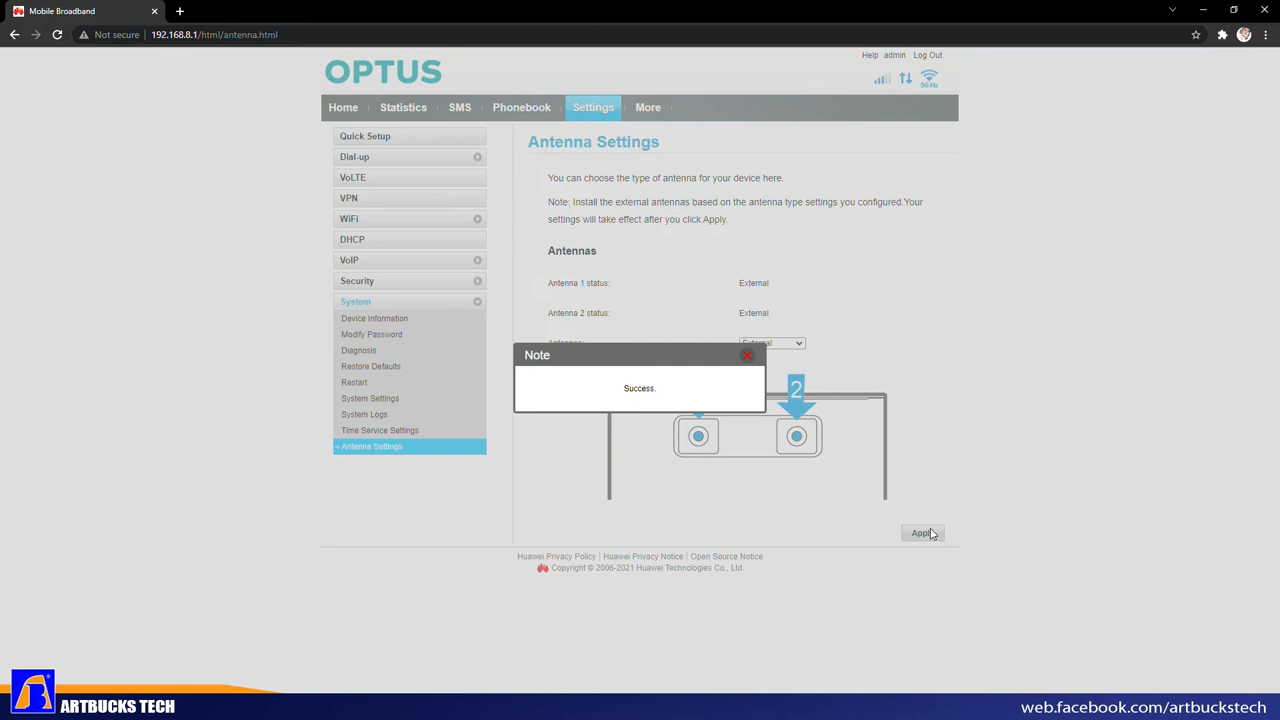 Mobile Broadband
Not secure 192.168.8.1/html/antenna.html
Help admin Log Out
OPTUS
5G Hz
Home Statistics SMS Phonebook Settings More
Quick Setup
Dial-up
VoLTE
VPN
WiFi
DHCP
VoIP
Security
System
Device Information
Modify Password
Diagnosis
Restore Defaults
Restart
System Settings
System Logs
Time Service Settings
Antenna Settings
Antenna Settings
You can choose the type of antenna for your device here.
Note: Install the external antennas based on the antenna type settings you configured.Your
settings will take effect after you click Apply.
Antennas
Antenna 1 status: External
Antenna 2 status: External
Antennas: External
Note
Success.
2
Apply
Huawei Privacy Policy | Huawei Privacy Notice | Open Source Notice
Copyright © 2006-2021 Huawei Technologies Co., Ltd.
ARTBUCKS TECH
web.facebook.com/artbuckstech